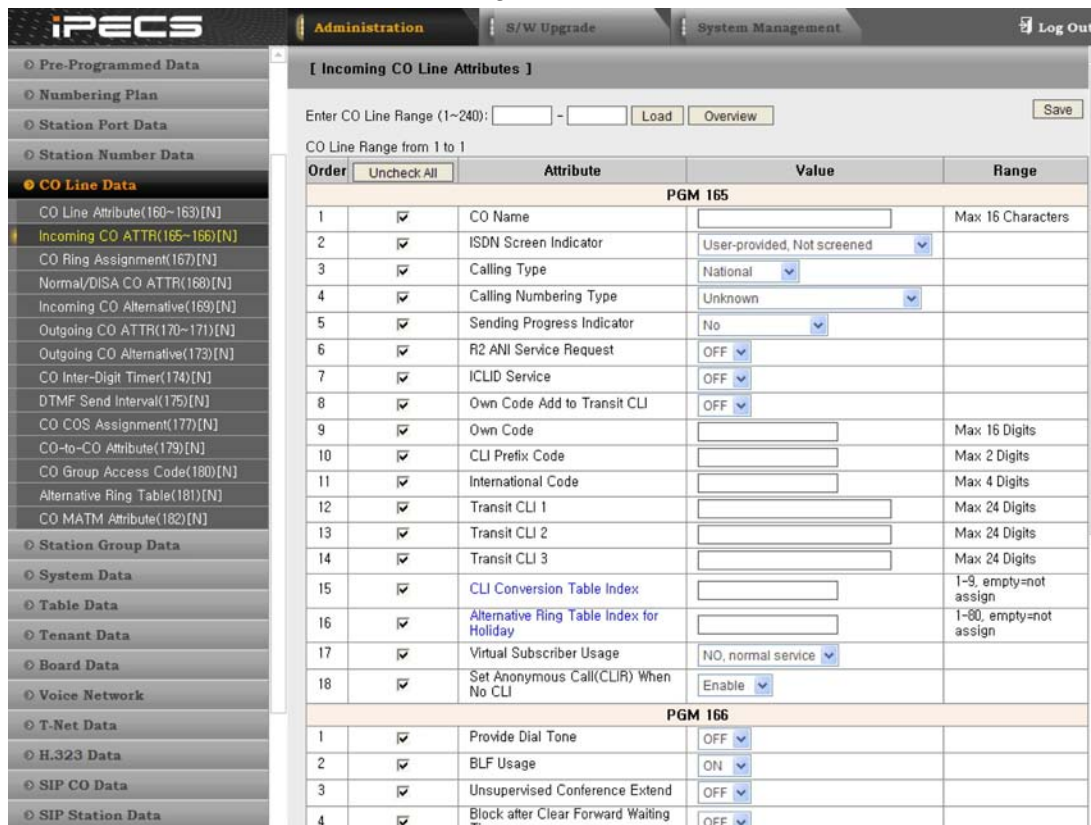 iPECS
Administration
S/W Upgrade
System Management
Log Out
Pre-Programmed Data
Numbering Plan
Station Port Data
Station Number Data
CO Line Data
CO Line Attribute(160~163)[N]
Incoming CO ATTR(165~166)[N]
CO Ring Assignment(167)[N]
Normal/DISA CO ATTR(168)[N]
Incoming CO Alternative(169)[N]
Outgoing CO ATTR(170~171)[N]
Outgoing CO Alternative(173)[N]
CO Inter-Digit Timer(174)[N]
DTMF Send Interval(175)[N]
CO COS Assignment(177)[N]
CO-to-CO Attribute(179)[N]
CO Group Access Code(180)[N]
Alternative Ring Table(181)[N]
CO MATM Attribute(182)[N]
Station Group Data
System Data
Table Data
Tenant Data
Board Data
Voice Network
T-Net Data
H.323 Data
SIP CO Data
SIP Station Data
[ Incoming CO Line Attributes ]
Enter CO Line Range (1~240): - Load Overview Save
CO Line Range from 1 to 1
Order Uncheck All Attribute Value Range
PGM 165
1 CO Name Max 16 Characters
2 ISDN Screen Indicator User-provided, Not screened
3 Calling Type National
4 Calling Numbering Type Unknown
5 Sending Progress Indicator No
6 R2 ANI Service Request OFF
7 ICLID Service OFF
8 Own Code Add to Transit CLI OFF
9 Own Code Max 16 Digits
10 CLI Prefix Code Max 2 Digits
11 International Code Max 4 Digits
12 Transit CLI 1 Max 24 Digits
13 Transit CLI 2 Max 24 Digits
14 Transit CLI 3 Max 24 Digits
15 CLI Conversion Table Index 1-9, empty=not assign
16 Alternative Ring Table Index for Holiday 1-80, empty=not assign
17 Virtual Subscriber Usage NO, normal service
18 Set Anonymous Call(CLIR) When No CLI Enable
PGM 166
1 Provide Dial Tone OFF
2 BLF Usage ON
3 Unsupervised Conference Extend OFF
4 Block after Clear Forward Waiting OFF